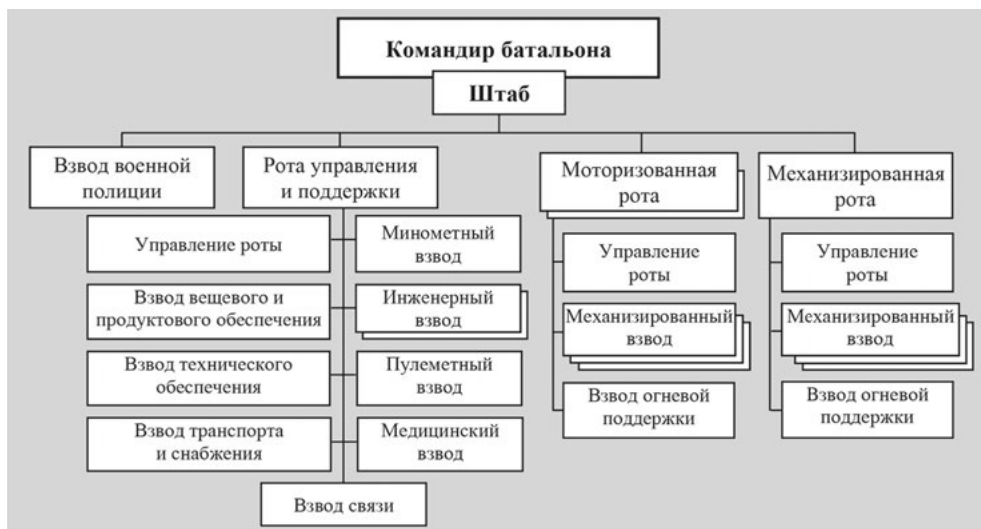 Командир батальона
Штаб
Взвод военной
полиции
Рота управления
и поддержки
Моторизованная
рота
Механизированная
рота
Управление роты
Минометный
взвод
Взвод вещевого и
продуктового обеспечения
Инженерный
взвод
Взвод технического
обеспечения
Пулеметный
взвод
Взвод транспорта
и снабжения
Медицинский
взвод
Взвод связи
Управление
роты
Механизированный
взвод
Взвод огневой
поддержки
Управление
роты
Механизированный
взвод
Взвод огневой
поддержки